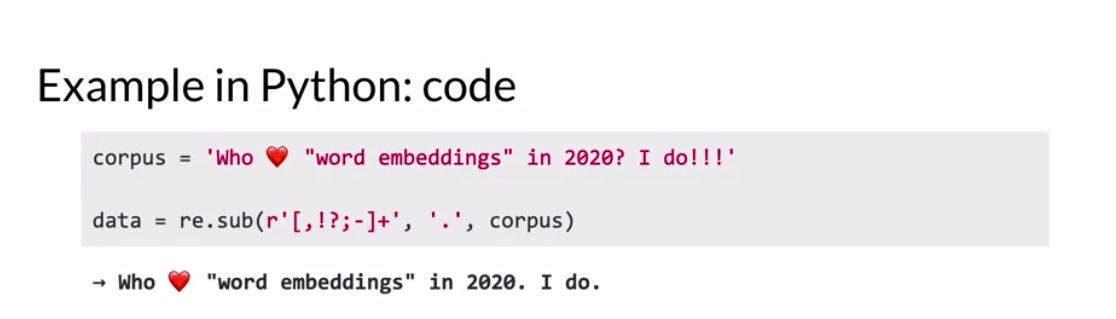 Example in Python: code
corpus = 'Who ❤️ "word embeddings" in 2020? I do!!!'
data = re.sub(r'[,!?;-]+', '.', corpus)
→ Who ❤️ "word embeddings" in 2020. I do.